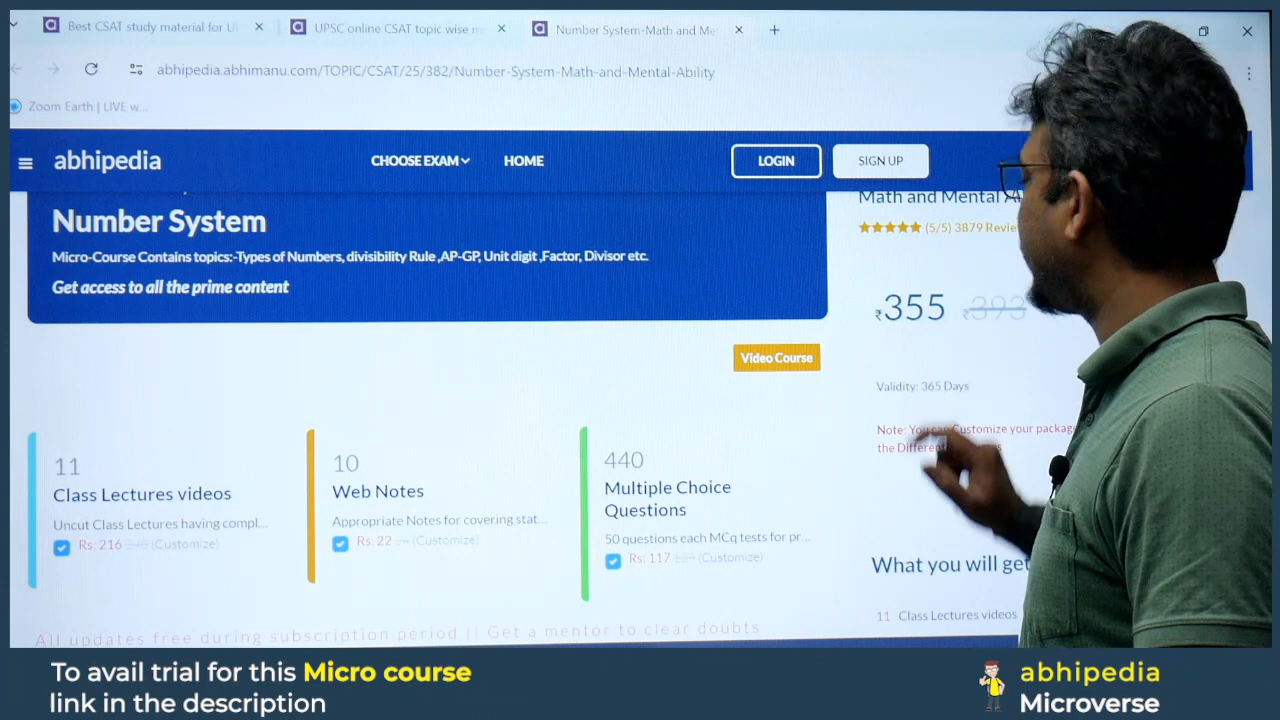 Best CSAT study material for U
UPSC online CSAT topic wise m
Number System-Math and Me
abhipedia.abhimanu.com/TOPIC/CSAT/25/382/Number-System-Math-and-Mental-Ability
Zoom Earth | LIVE w...
abhipedia
CHOOSE EXAM
HOME
LOGIN
SIGN UP
Number System
Micro-Course Contains topics:-Types of Numbers, divisibility Rule ,AP-GP, Unit digit ,Factor, Divisor etc.
Get access to all the prime content
Math and Mental A
(5/5) 3879 Revie
₹355 ₹393
Video Course
Validity: 365 Days
Note: You can Customize your package
the Different
11
Class Lectures videos
Uncut Class Lectures having compl...
Rs: 216 (Customize)
10
Web Notes
Appropriate Notes for covering stat...
Rs: 22 (Customize)
440
Multiple Choice
Questions
50 questions each MCq tests for pr...
Rs: 117 (Customize)
What you will get
11 Class Lectures videos
All updates free during subscription period || Get a mentor to clear doubts
To avail trial for this Micro course
link in the description
abhipedia
Microverse